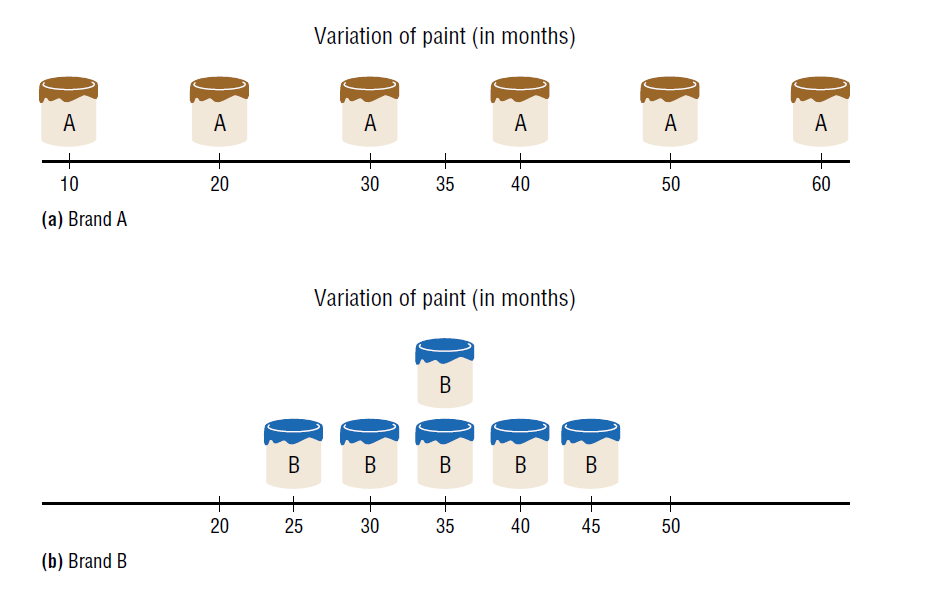 Variation of paint (in months)
A A A A A A
10 20 30 35 40 50 60
(a) Brand A
Variation of paint (in months)
B
B B B B B
20 25 30 35 40 45 50
(b) Brand B